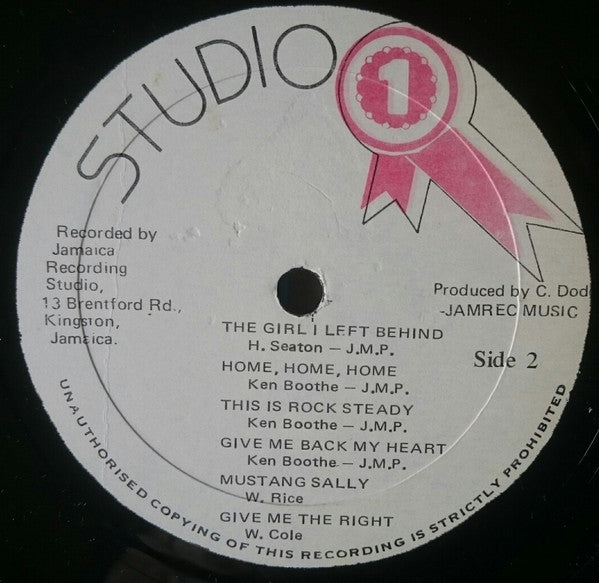 STUDIO
1
Recorded by
Jamaica
Recording
Studio,
13 Brentford Rd.,
Kingston,
Jamaica.
Produced by C. Dod
-JAMREC MUSIC
Side 2
THE GIRL I LEFT BEHIND
H. Seaton – J.M.P.
HOME, HOME, HOME
Ken Boothe – J.M.P.
THIS IS ROCK STEADY
Ken Boothe – J.M.P.
GIVE ME BACK MY HEART
Ken Boothe – J.M.P.
MUSTANG SALLY
W. Rice
GIVE ME THE RIGHT
W. Cole
UNAUTHORISED COPYING OF THIS RECORDING IS STRICTLY PROHIBITED